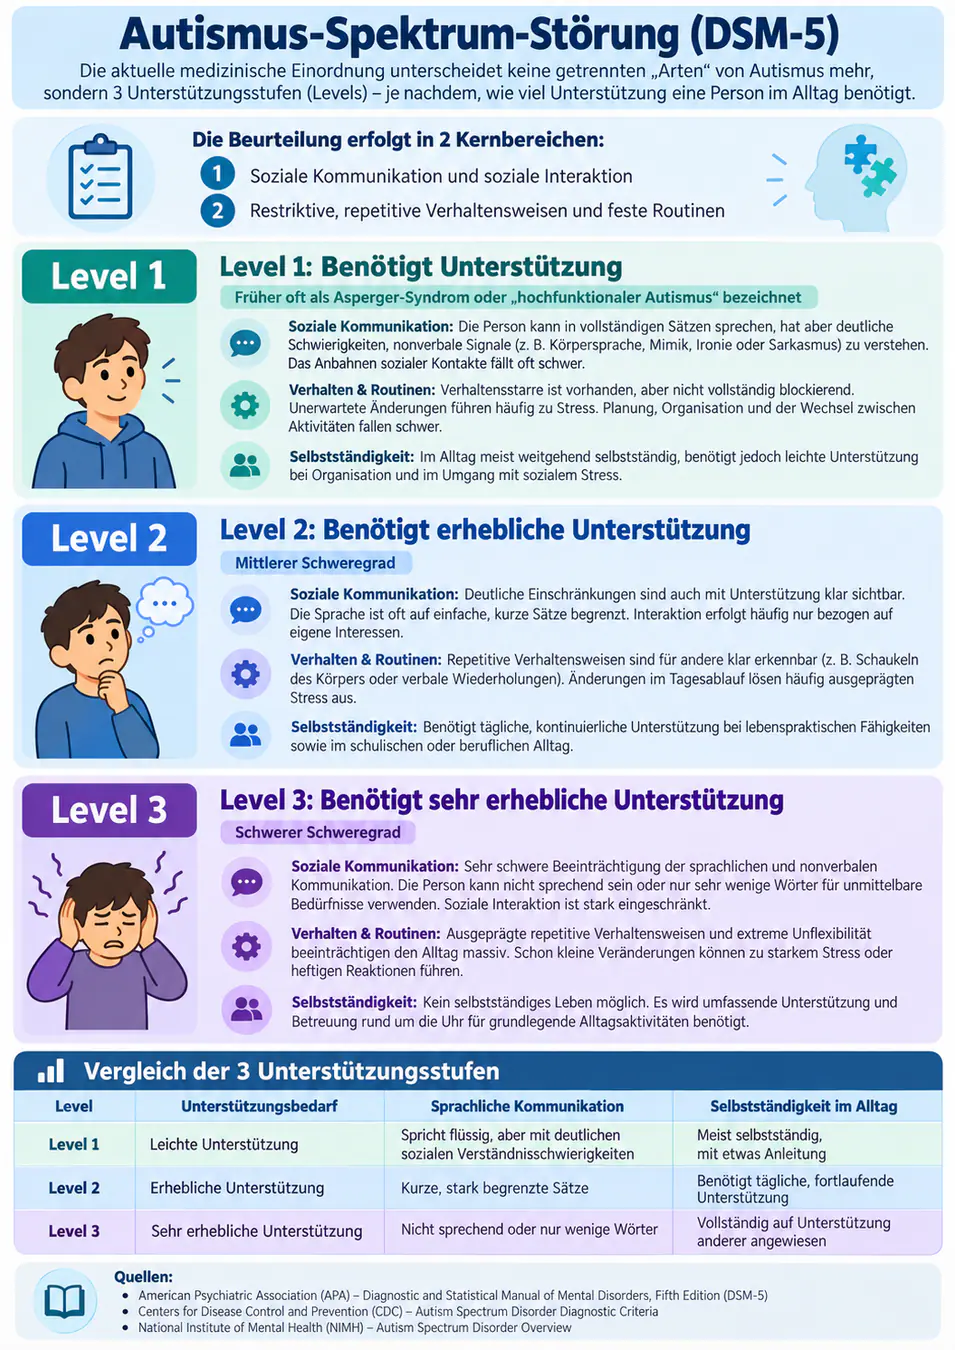 Autismus-Spektrum-Störung (DSM-5)
Die aktuelle medizinische Einordnung unterscheidet keine getrennten „Arten“ von Autismus mehr,
sondern 3 Unterstützungsstufen (Levels) – je nachdem, wie viel Unterstützung eine Person im Alltag benötigt.
Die Beurteilung erfolgt in 2 Kernbereichen:
1 Soziale Kommunikation und soziale Interaktion
2 Restriktive, repetitive Verhaltensweisen und feste Routinen
Level 1
Level 1: Benötigt Unterstützung
Früher oft als Asperger-Syndrom oder „hochfunktionaler Autismus“ bezeichnet
Soziale Kommunikation: Die Person kann in vollständigen Sätzen sprechen, hat aber deutliche
Schwierigkeiten, nonverbale Signale (z. B. Körpersprache, Mimik, Ironie oder Sarkasmus) zu verstehen.
Das Anbahnen sozialer Kontakte fällt oft schwer.
Verhalten & Routinen: Verhaltensstarre ist vorhanden, aber nicht vollständig blockierend.
Unerwartete Änderungen führen häufig zu Stress. Planung, Organisation und der Wechsel zwischen
Aktivitäten fallen schwer.
Selbstständigkeit: Im Alltag meist weitgehend selbstständig, benötigt jedoch leichte Unterstützung
bei Organisation und im Umgang mit sozialem Stress.
Level 2
Level 2: Benötigt erhebliche Unterstützung
Mittlerer Schweregrad
Soziale Kommunikation: Deutliche Einschränkungen sind auch mit Unterstützung klar sichtbar.
Die Sprache ist oft auf einfache, kurze Sätze begrenzt. Interaktion erfolgt häufig nur bezogen auf
eigene Interessen.
Verhalten & Routinen: Repetitive Verhaltensweisen sind für andere klar erkennbar (z. B. Schaukeln
des Körpers oder verbale Wiederholungen). Änderungen im Tagesablauf lösen häufig ausgeprägten
Stress aus.
Selbstständigkeit: Benötigt tägliche, kontinuierliche Unterstützung bei lebenspraktischen Fähigkeiten
sowie im schulischen oder beruflichen Alltag.
Level 3
Level 3: Benötigt sehr erhebliche Unterstützung
Schwerer Schweregrad
Soziale Kommunikation: Sehr schwere Beeinträchtigung der sprachlichen und nonverbalen
Kommunikation. Die Person kann nicht sprechend sein oder nur sehr wenige Wörter für unmittelbare
Bedürfnisse verwenden. Soziale Interaktion ist stark eingeschränkt.
Verhalten & Routinen: Ausgeprägte repetitive Verhaltensweisen und extreme Unflexibilität
beeinträchtigen den Alltag massiv. Schon kleine Veränderungen können zu starkem Stress oder
heftigen Reaktionen führen.
Selbstständigkeit: Kein selbstständiges Leben möglich. Es wird umfassende Unterstützung und
Betreuung rund um die Uhr für grundlegende Alltagsaktivitäten benötigt.
Vergleich der 3 Unterstützungsstufen
Level Unterstützungsbedarf Sprachliche Kommunikation Selbstständigkeit im Alltag
Level 1 Leichte Unterstützung Spricht flüssig, aber mit deutlichen sozialen Verständnisschwierigkeiten Meist selbstständig, mit etwas Anleitung
Level 2 Erhebliche Unterstützung Kurze, stark begrenzte Sätze Benötigt tägliche, fortlaufende Unterstützung
Level 3 Sehr erhebliche Unterstützung Nicht sprechend oder nur wenige Wörter Vollständig auf Unterstützung anderer angewiesen
Quellen:
• American Psychiatric Association (APA) – Diagnostic and Statistical Manual of Mental Disorders, Fifth Edition (DSM-5)
• Centers for Disease Control and Prevention (CDC) – Autism Spectrum Disorder Diagnostic Criteria
• National Institute of Mental Health (NIMH) – Autism Spectrum Disorder Overview